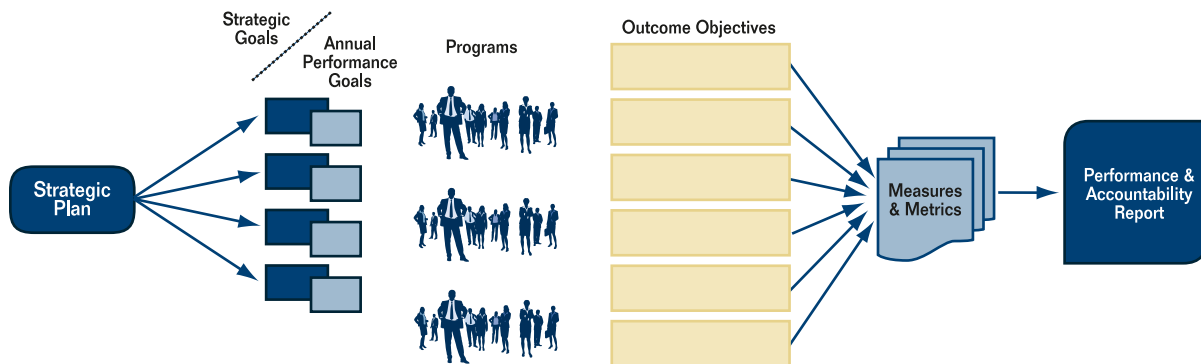 Strategic
Goals
Annual
Performance
Goals
Programs
Outcome Objectives
Strategic
Plan
Measures
& Metrics
Performance &
Accountability
Report